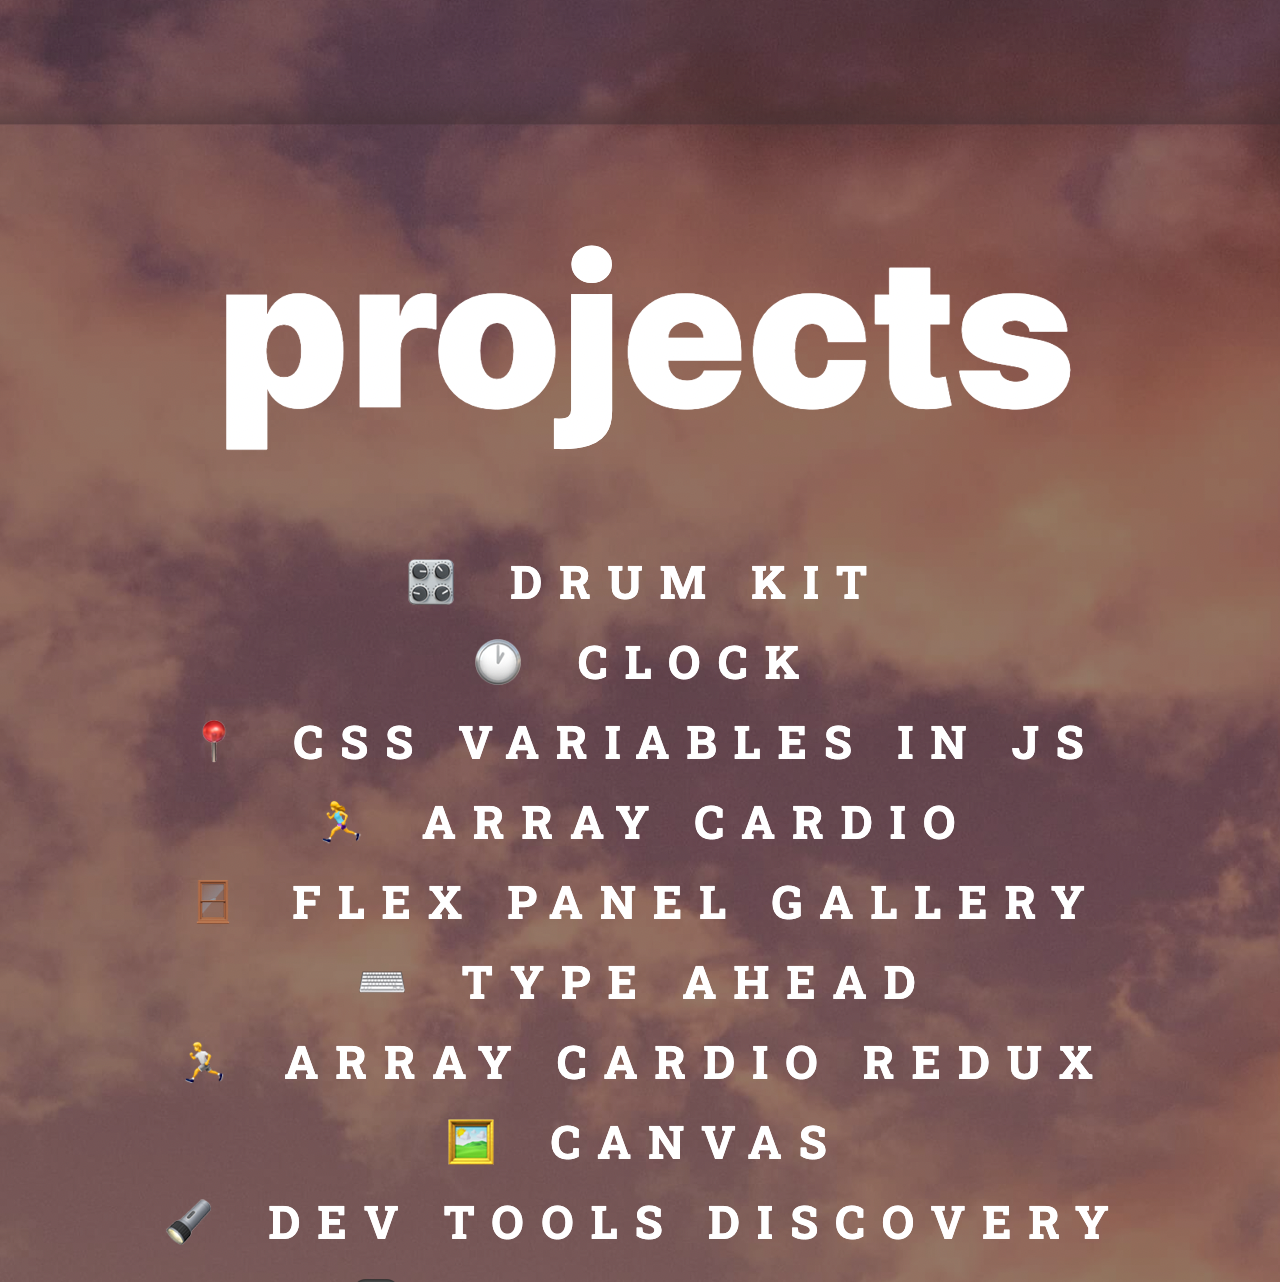 projects
DRUM KIT
CLOCK
CSS VARIABLES IN JS
ARRAY CARDIO
FLEX PANEL GALLERY
TYPE AHEAD
ARRAY CARDIO REDUX
CANVAS
DEV TOOLS DISCOVERY